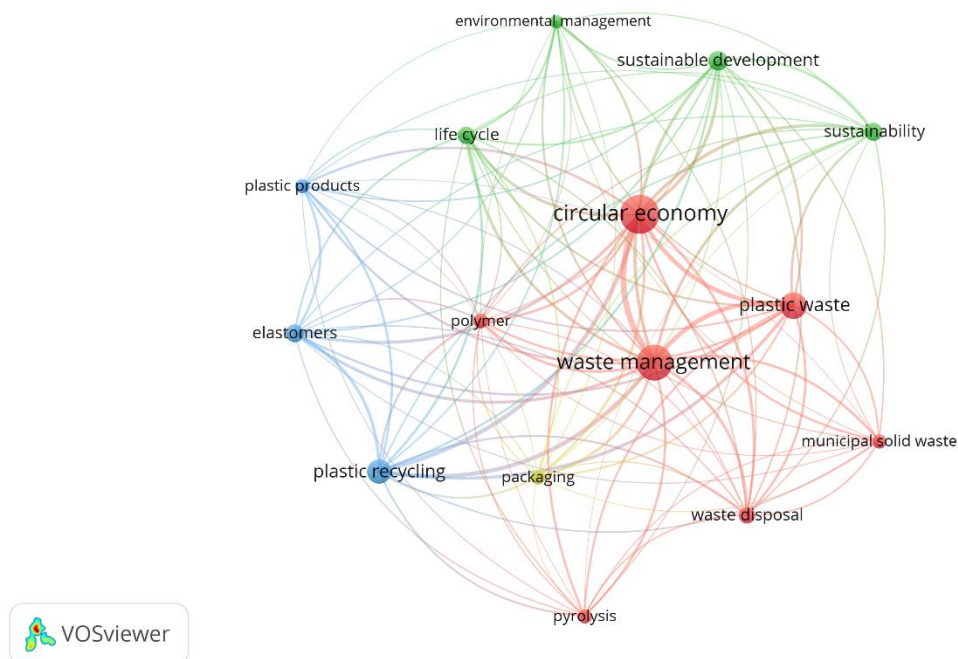 environmental management
sustainable development
life cycle
sustainability
plastic products
circular economy
plastic waste
polymer
elastomers
waste management
municipal solid waste
plastic recycling
packaging
waste disposal
pyrolysis
VOSviewer